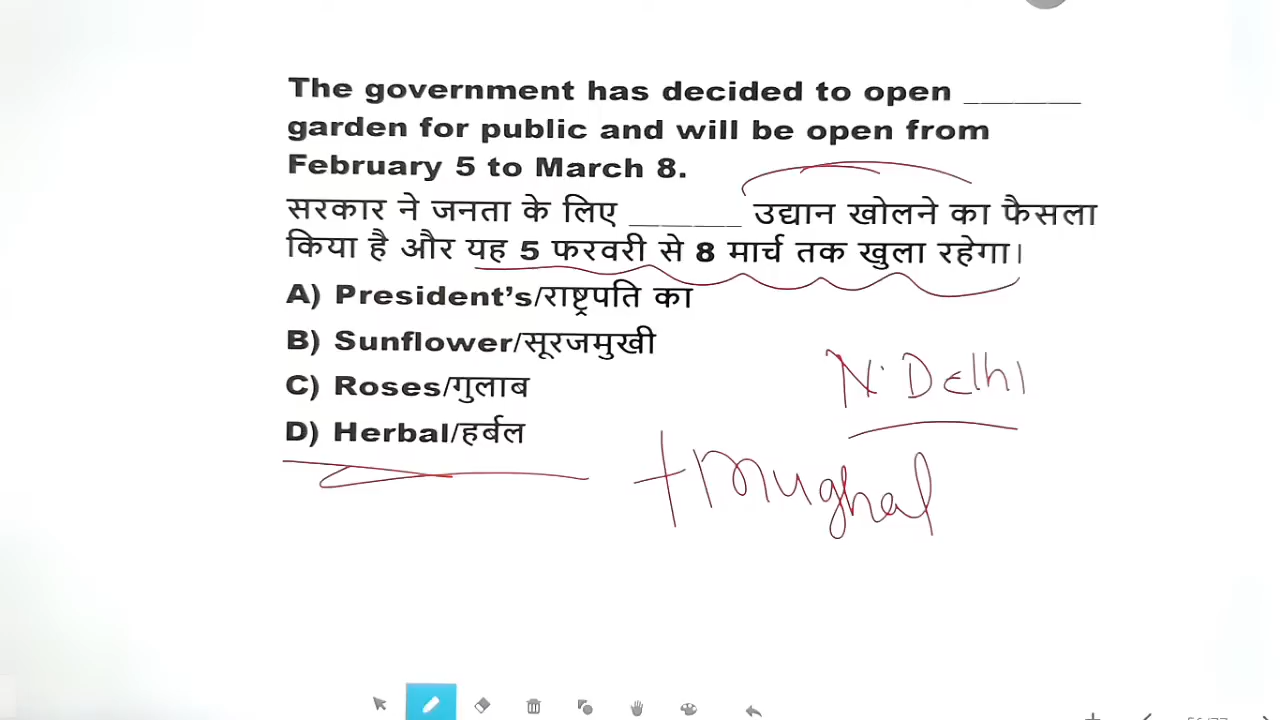 The government has decided to open _______
garden for public and will be open from
February 5 to March 8.
सरकार ने जनता के लिए _______ उद्यान खोलने का फैसला
किया है और यह 5 फरवरी से 8 मार्च तक खुला रहेगा।
A) President's/राष्ट्रपति का
B) Sunflower/सूरजमुखी
C) Roses/गुलाब
D) Herbal/हर्बल
N. Delhi
+ Mughal